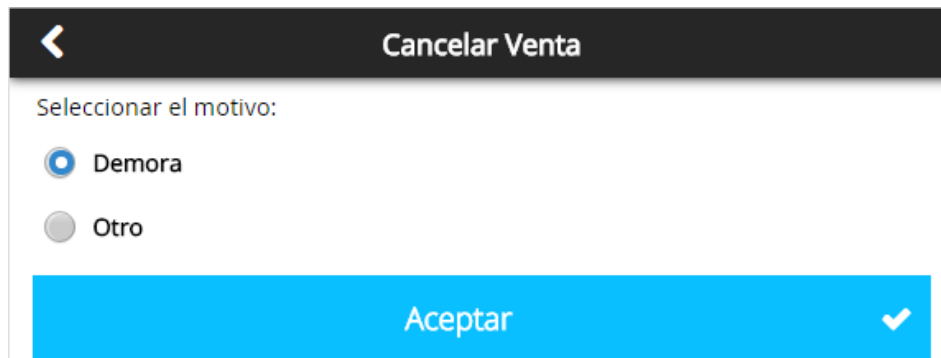 Cancelar Venta
Seleccionar el motivo:
Demora
Otro
Aceptar